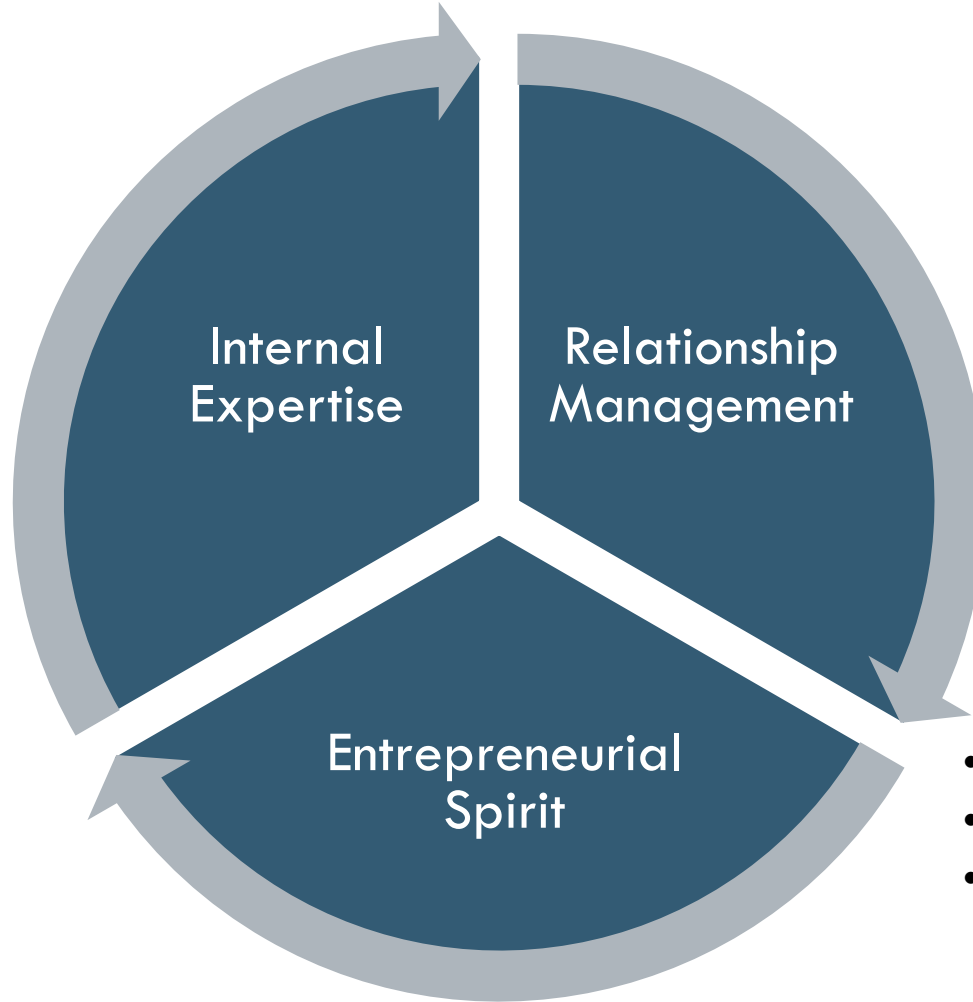 Internal
Expertise
Relationship
Management
Entrepreneurial
Spirit
•
•
•